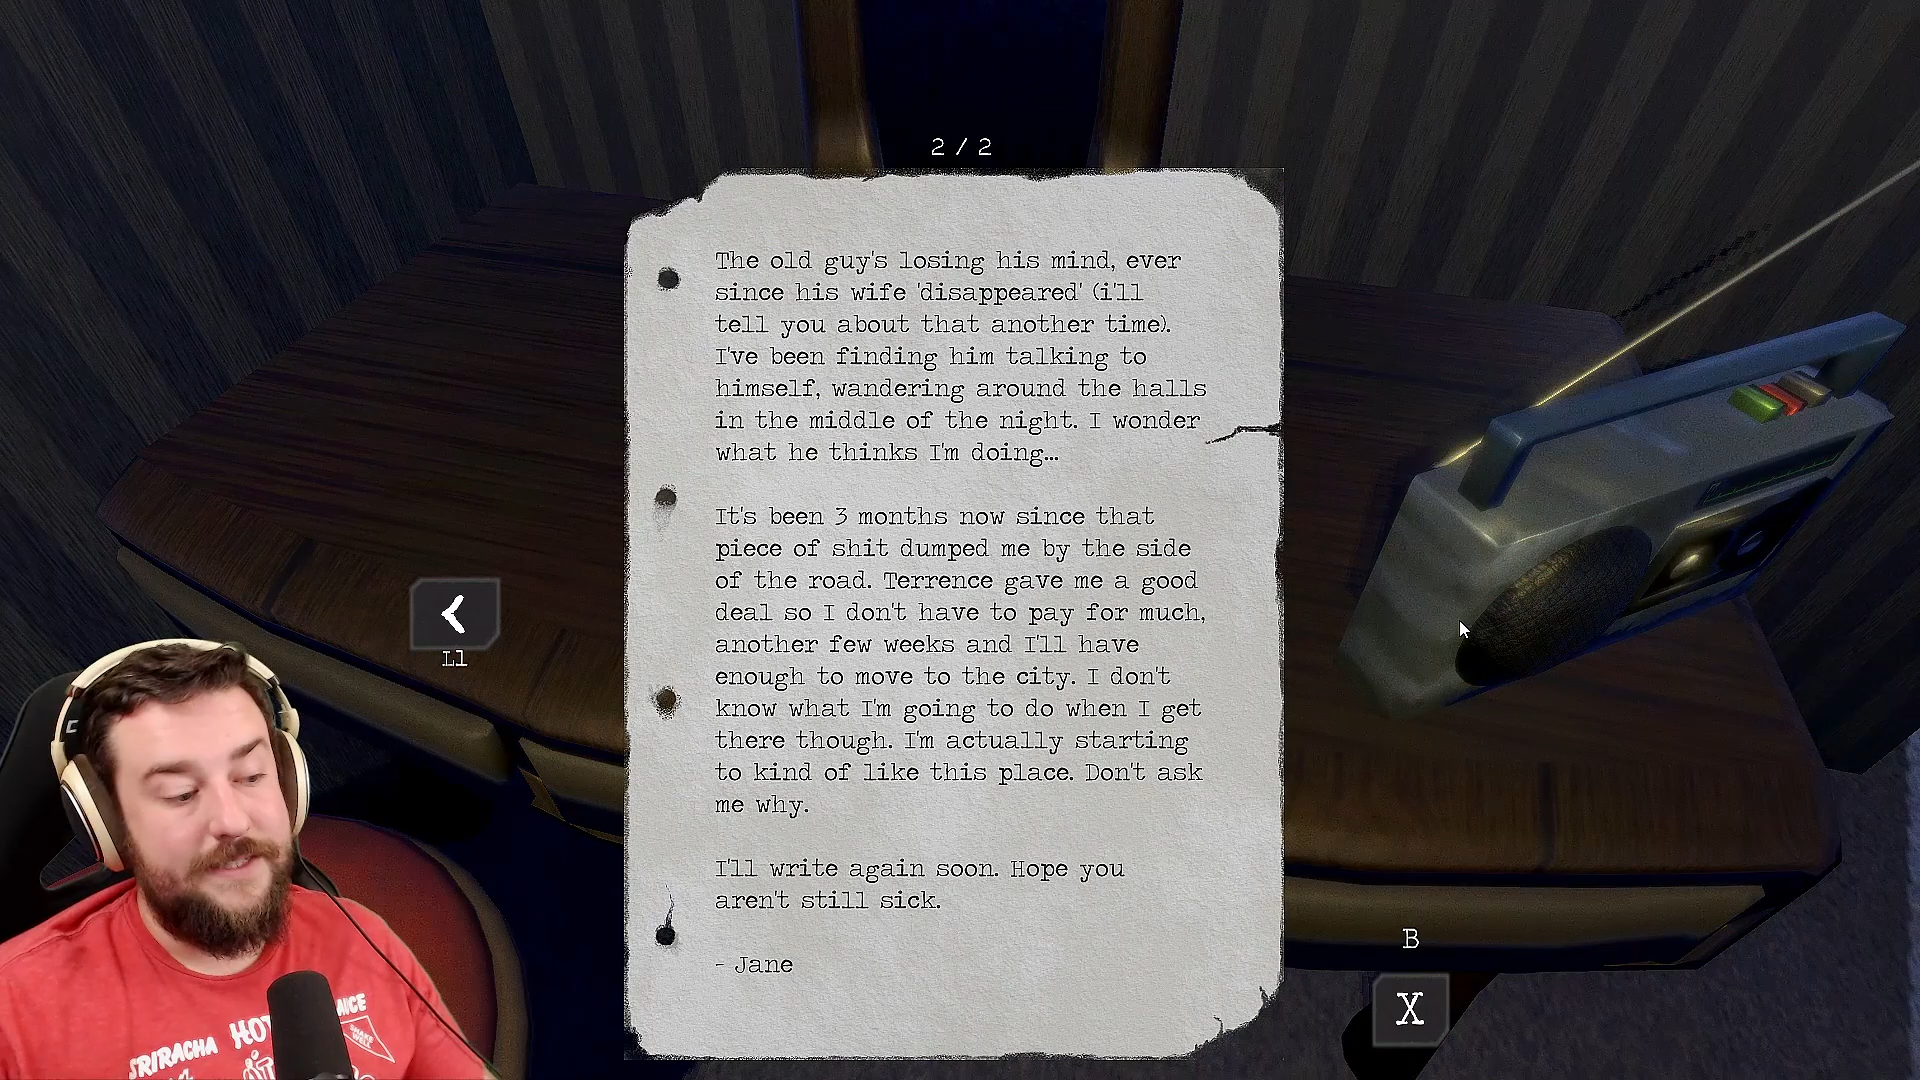 2 / 2
The old guy's losing his mind, ever
since his wife 'disappeared' (i'll
tell you about that another time).
I've been finding him talking to
himself, wandering around the halls
in the middle of the night. I wonder
what he thinks I'm doing...
It's been 3 months now since that
piece of shit dumped me by the side
of the road. Terrence gave me a good
deal so I don't have to pay for much,
another few weeks and I'll have
enough to move to the city. I don't
know what I'm going to do when I get
there though. I'm actually starting
to kind of like this place. Don't ask
me why.
I'll write again soon. Hope you
aren't still sick.
- Jane
L1
B
X
SRIRACHA HOT
SHAKE
WELL